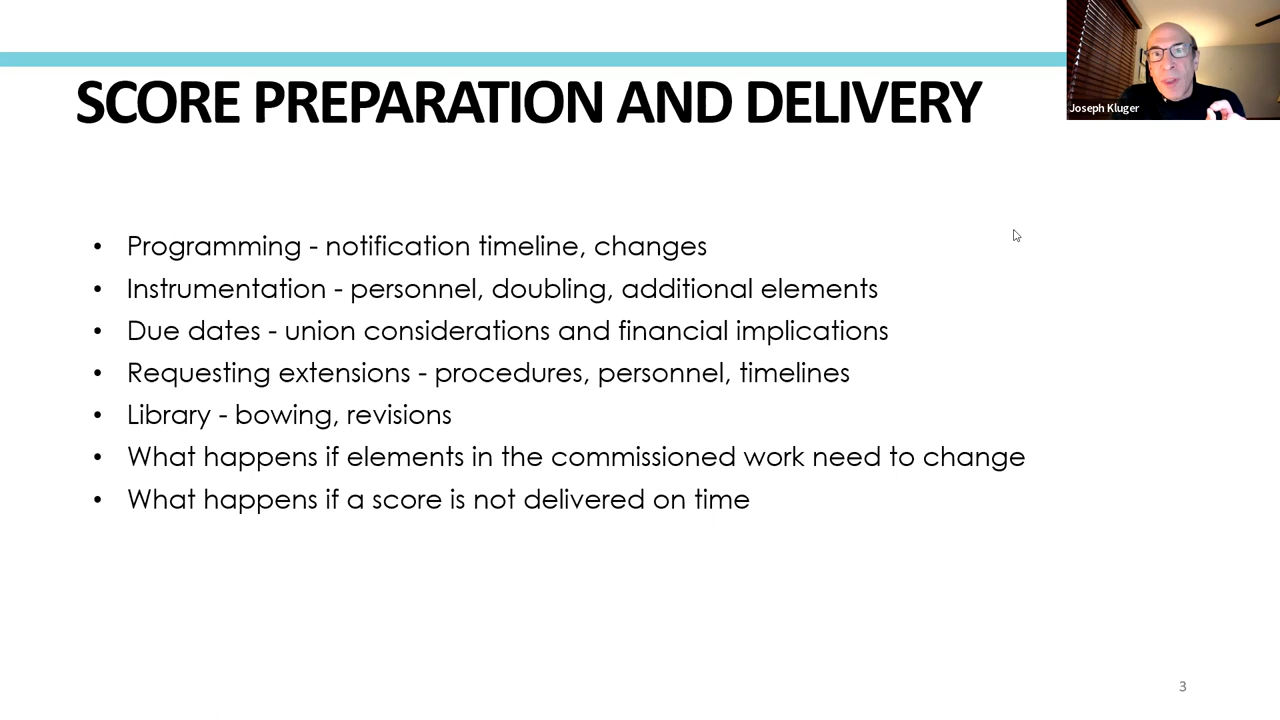 SCORE PREPARATION AND DELIVERY
Joseph Kluger
• Programming - notification timeline, changes
• Instrumentation - personnel, doubling, additional elements
• Due dates - union considerations and financial implications
• Requesting extensions - procedures, personnel, timelines
• Library - bowing, revisions
• What happens if elements in the commissioned work need to change
• What happens if a score is not delivered on time
3